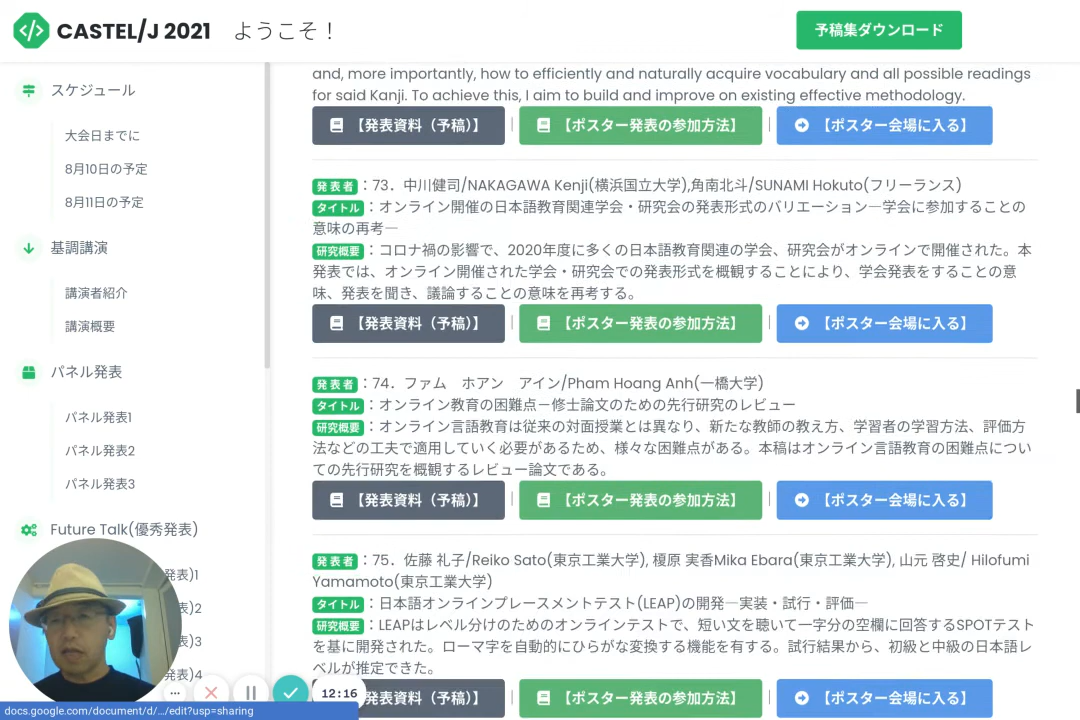 CASTEL/J 2021 ようこそ！
予稿集ダウンロード
スケジュール
大会日までに
8月10日の予定
8月11日の予定
基調講演
講演者紹介
講演概要
パネル発表
パネル発表1
パネル発表2
パネル発表3
Future Talk(優秀発表)
発表)1
表)2
表)3
発表)4
12:16
docs.google.com/document/d/.../edit?usp=sharing
and, more importantly, how to efficiently and naturally acquire vocabulary and all possible readings
for said Kanji. To achieve this, I aim to build and improve on existing effective methodology.
【発表資料（予稿）】 | 【ポスター発表の参加方法】 | 【ポスター会場に入る】
発表者：73．中川健司/NAKAGAWA Kenji(横浜国立大学),角南北斗/SUNAMI Hokuto(フリーランス)
タイトル：オンライン開催の日本語教育関連学会・研究会の発表形式のバリエーション―学会に参加することの
意味の再考―
研究概要：コロナ禍の影響で、2020年度に多くの日本語教育関連の学会、研究会がオンラインで開催された。本
発表では、オンライン開催された学会・研究会での発表形式を概観することにより、学会発表をすることの意
味、発表を聞き、議論することの意味を再考する。
【発表資料（予稿）】 | 【ポスター発表の参加方法】 | 【ポスター会場に入る】
発表者：74．ファム　ホアン　アイン/Pham Hoang Anh(一橋大学)
タイトル：オンライン教育の困難点－修士論文のための先行研究のレビュー
研究概要：オンライン言語教育は従来の対面授業とは異なり、新たな教師の教え方、学習者の学習方法、評価方
法などの工夫で適用していく必要があるため、様々な困難点がある。本稿はオンライン言語教育の困難点につい
ての先行研究を概観するレビュー論文である。
【発表資料（予稿）】 | 【ポスター発表の参加方法】 | 【ポスター会場に入る】
発表者：75．佐藤 礼子/Reiko Sato(東京工業大学), 榎原 実香Mika Ebara(東京工業大学), 山元 啓史/ Hilofumi
Yamamoto(東京工業大学)
タイトル：日本語オンラインプレースメントテスト(LEAP)の開発―実装・試行・評価―
研究概要：LEAPはレベル分けのためのオンラインテストで、短い文を聴いて一字分の空欄に回答するSPOTテスト
を基に開発された。ローマ字を自動的にひらがな変換する機能を有する。試行結果から、初級と中級の日本語レ
ベルが推定できた。
発表資料（予稿）】 | 【ポスター発表の参加方法】 | 【ポスター会場に入る】